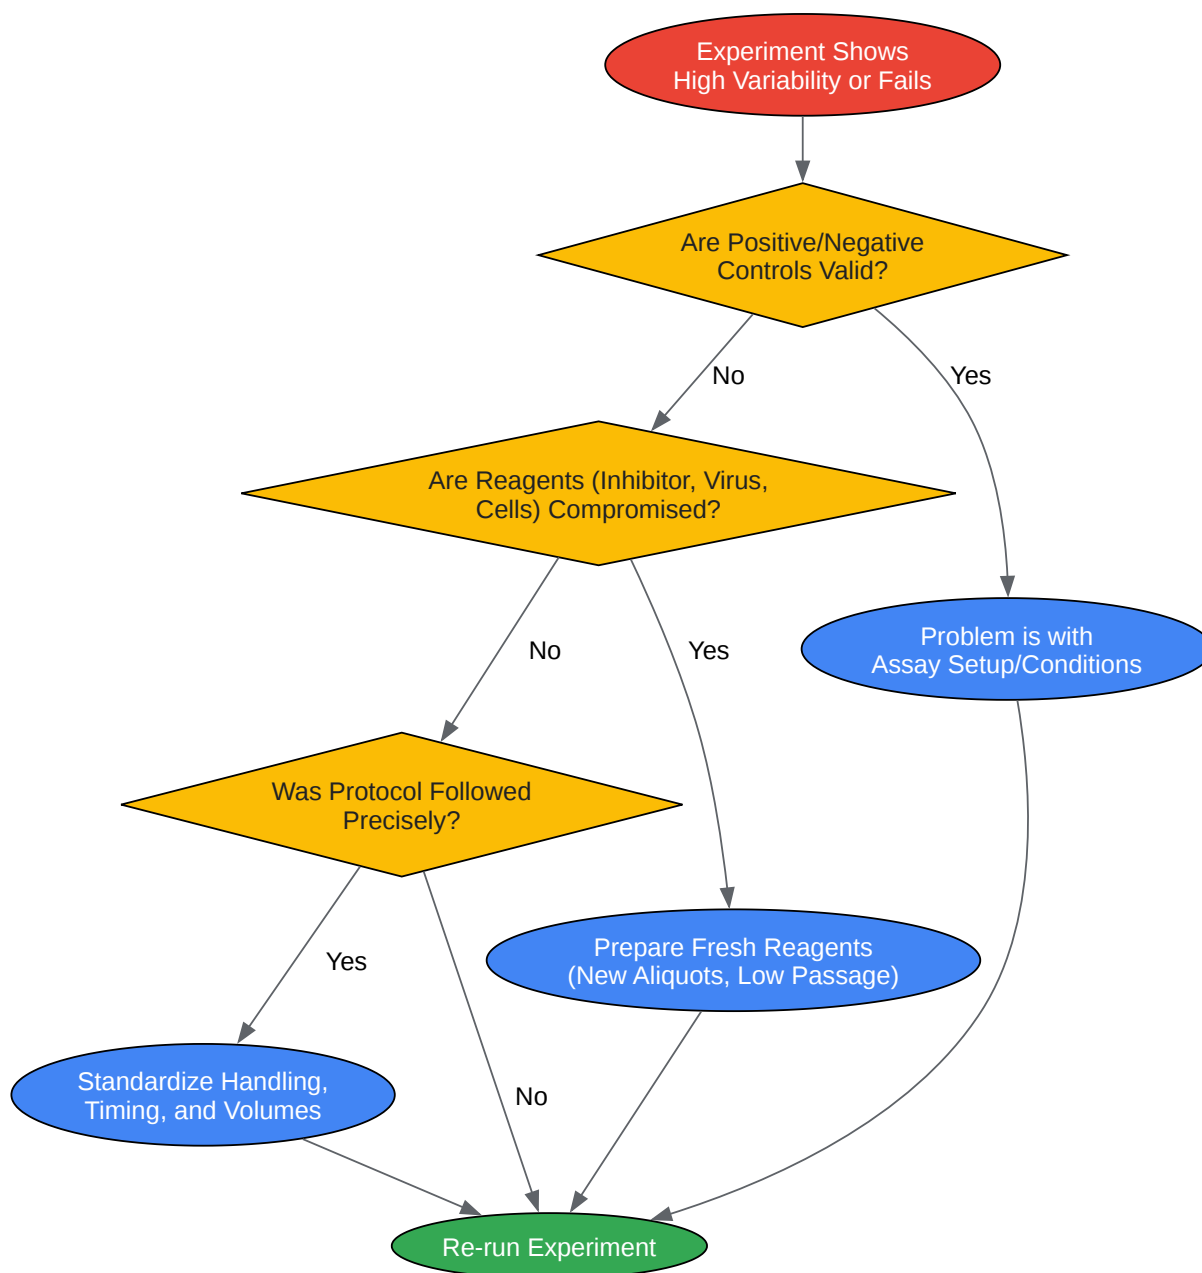 Experiment Shows
High Variability or Fails
Are Positive/Negative
Controls Valid?
No
Yes
Are Reagents (Inhibitor, Virus,
Cells) Compromised?
No
Yes
Problem is with
Assay Setup/Conditions
Was Protocol Followed
Precisely?
Yes
Prepare Fresh Reagents
(New Aliquots, Low Passage)
Standardize Handling,
Timing, and Volumes
No
Re-run Experiment